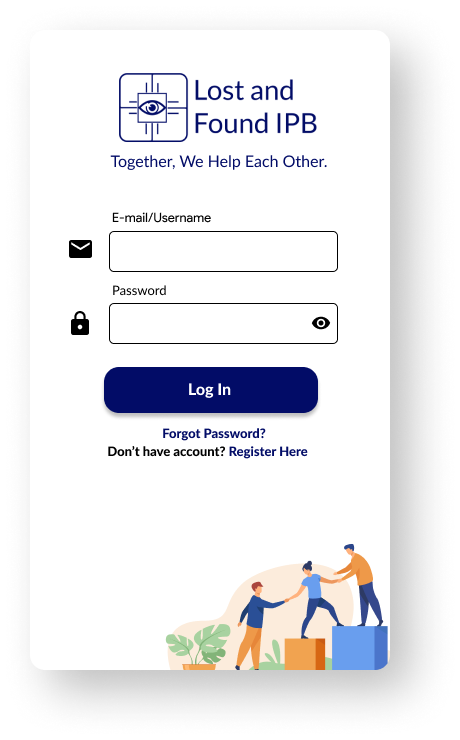 Lost and
Found IPB
Together, We Help Each Other.
E-mail/Username
Password
Log In
Forgot Password?
Don’t have account? Register Here